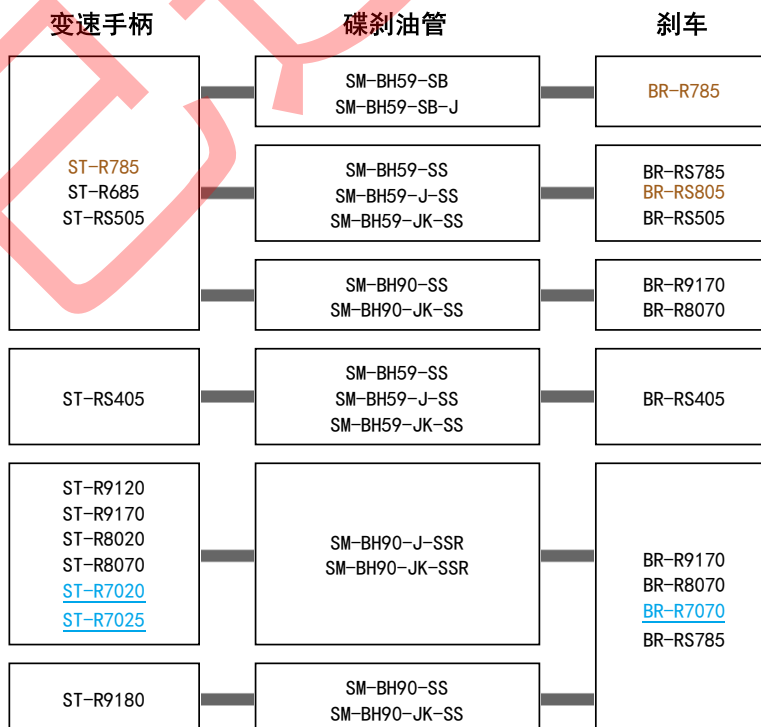 变速手柄
碟刹油管
刹车
ST-R785
ST-R685
ST-RS505
SM-BH59-SB
SM-BH59-SB-J
BR-R785
SM-BH59-SS
SM-BH59-J-SS
SM-BH59-JK-SS
BR-RS785
BR-RS805
BR-RS505
SM-BH90-SS
SM-BH90-JK-SS
BR-R9170
BR-R8070
ST-RS405
SM-BH59-SS
SM-BH59-J-SS
SM-BH59-JK-SS
BR-RS405
ST-R9120
ST-R9170
ST-R8020
ST-R8070
ST-R7020
ST-R7025
SM-BH90-J-SSR
SM-BH90-JK-SSR
BR-R9170
BR-R8070
BR-R7070
BR-RS785
ST-R9180
SM-BH90-SS
SM-BH90-JK-SS